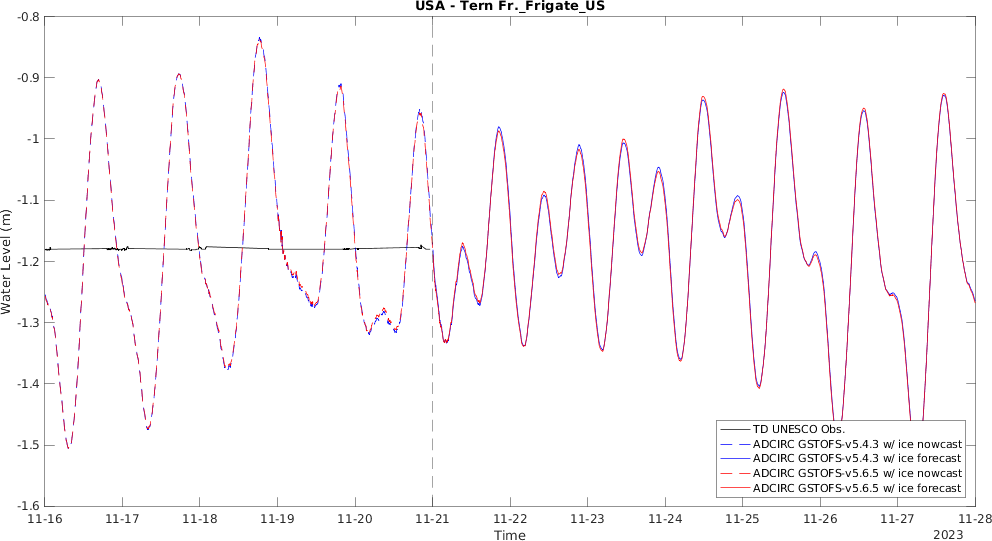 USA - Tern Fr._Frigate_US
Water Level (m)
-0.8
-0.9
-1
-1.1
-1.2
-1.3
-1.4
-1.5
-1.6
TD UNESCO Obs.
ADCIRC GSTOFS-v5.4.3 w/ ice nowcast
ADCIRC GSTOFS-v5.4.3 w/ ice forecast
ADCIRC GSTOFS-v5.6.5 w/ ice nowcast
ADCIRC GSTOFS-v5.6.5 w/ ice forecast
11-16 11-17 11-18 11-19 11-20 11-21 11-22 11-23 11-24 11-25 11-26 11-27 11-28
Time
2023